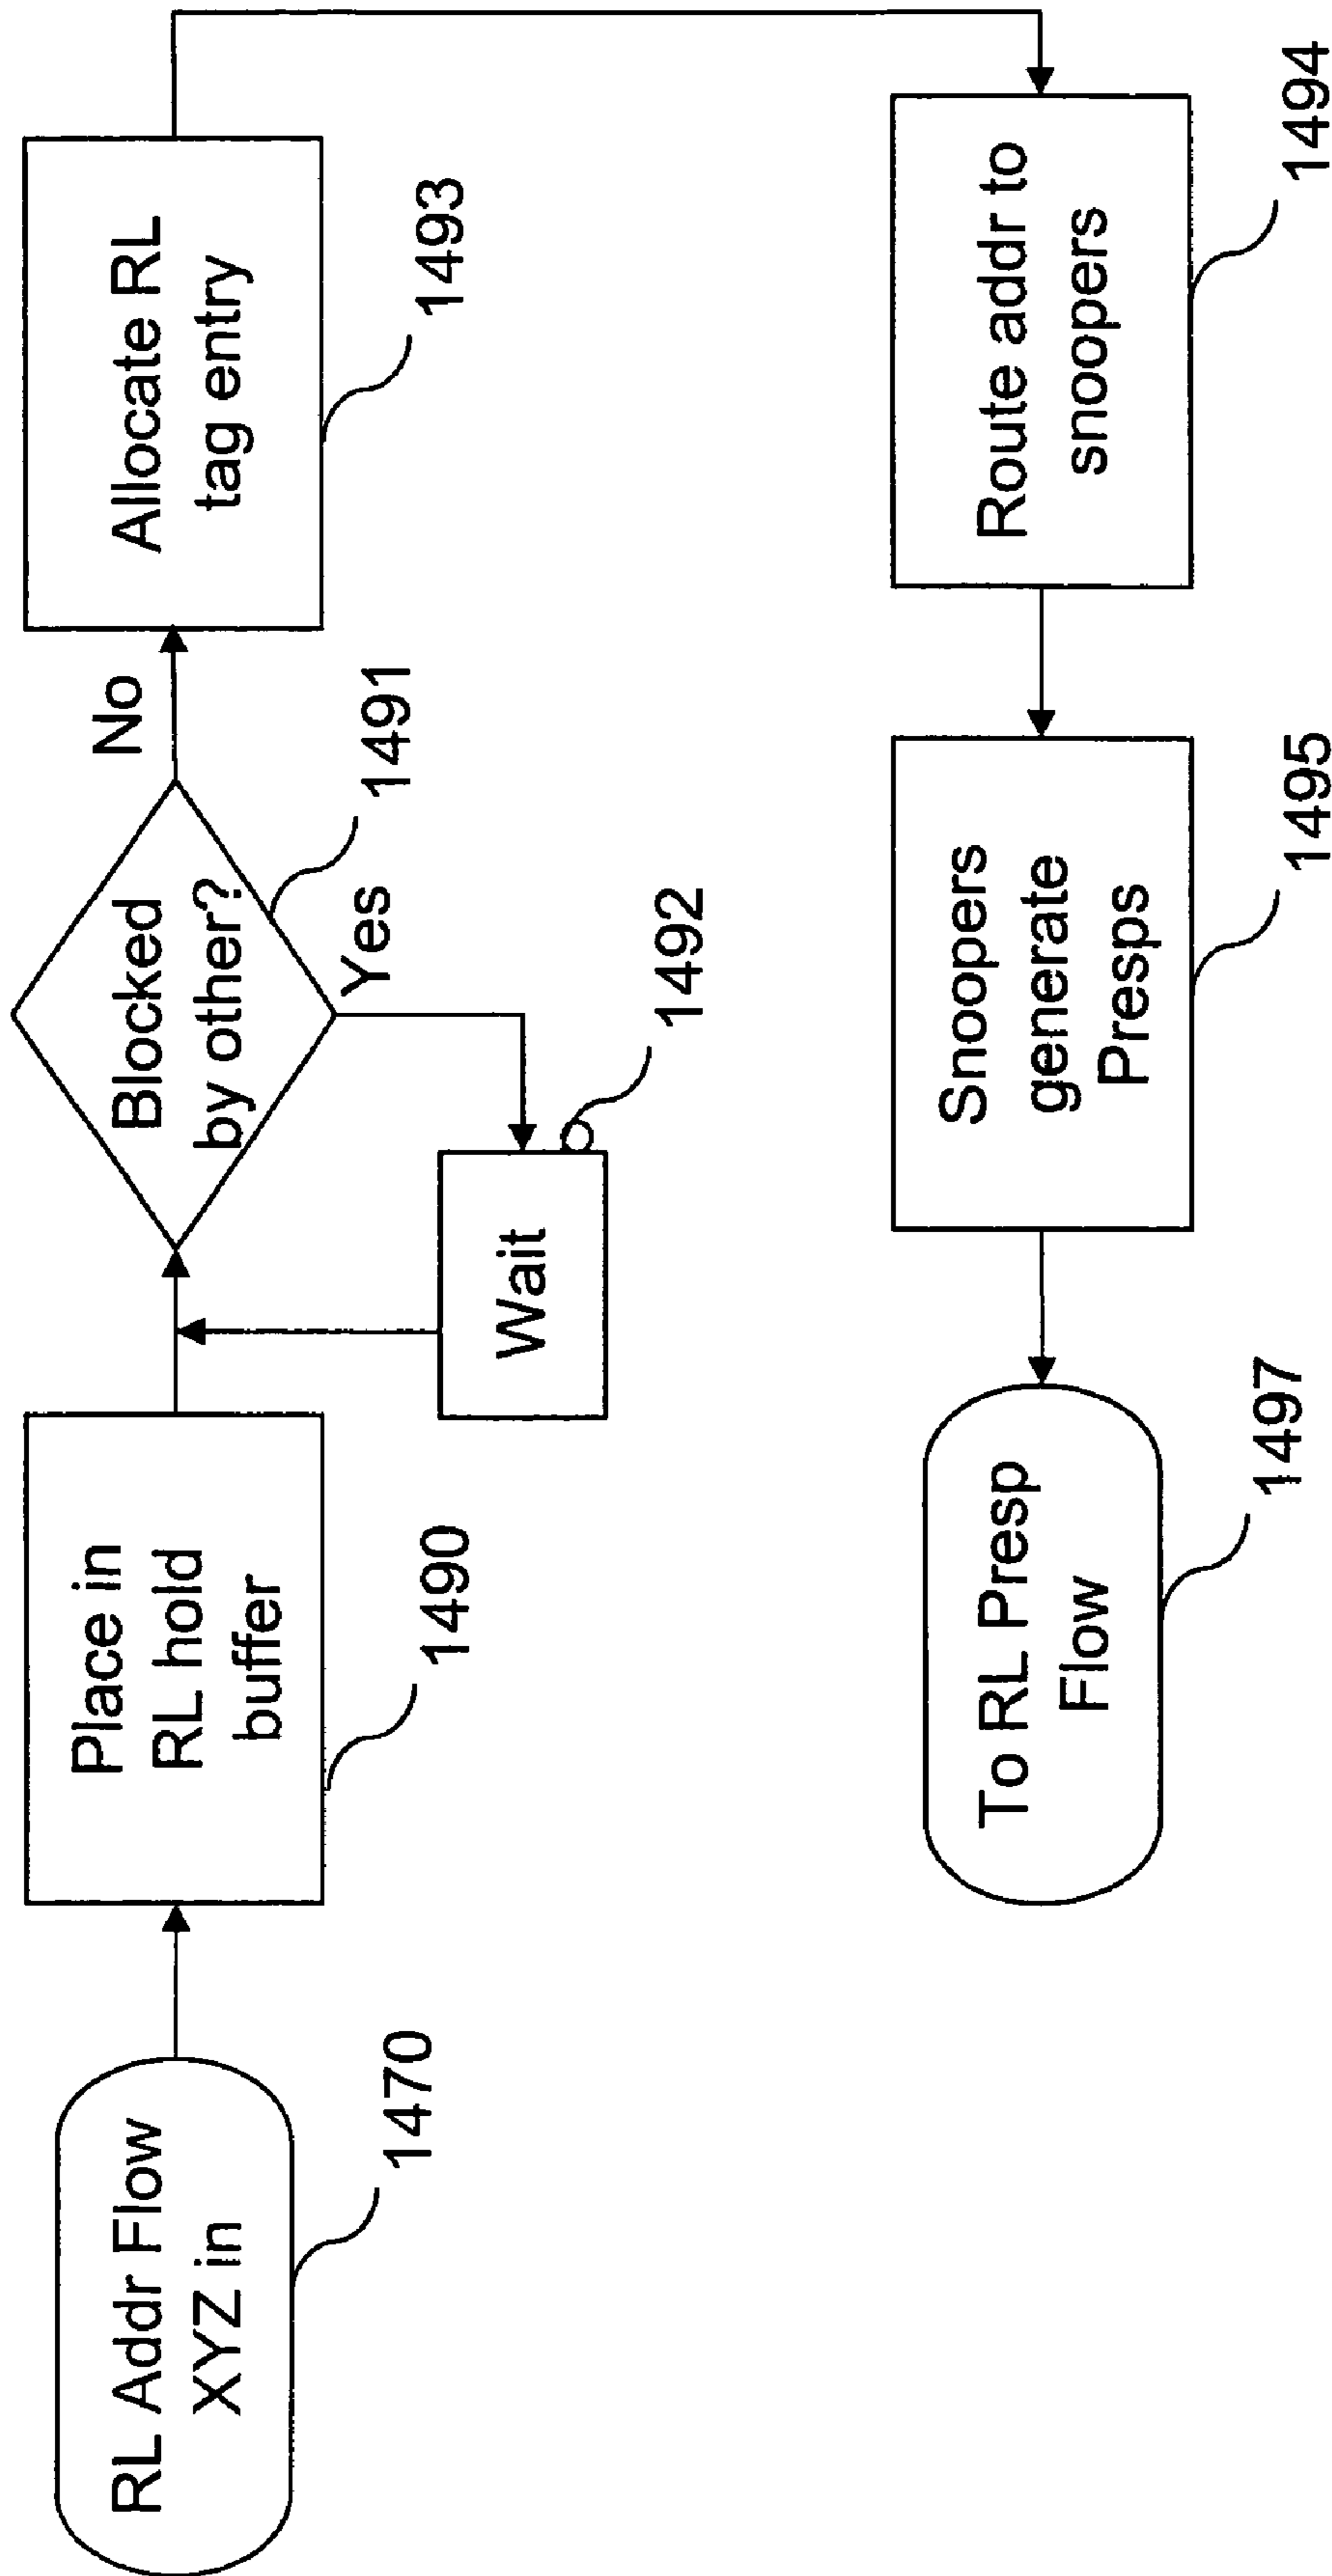 RL Addr Flow
XYZ in
1470
Place in
RL hold
buffer
1490
Blocked
by other?
1491
No
Yes
Wait
1492
Allocate RL
tag entry
1493
Route addr to
snoopers
1494
Snoopers
generate
Presps
1495
To RL Presp
Flow
1497